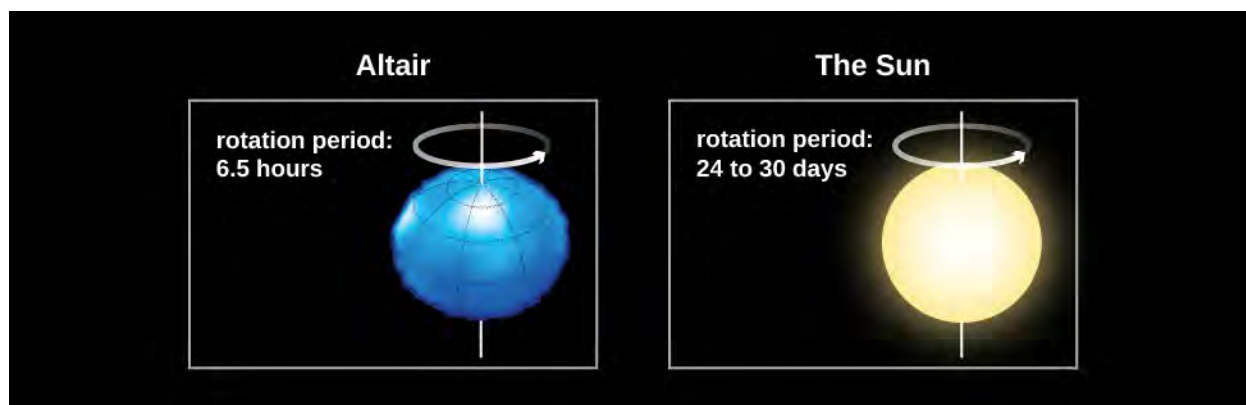 Altair
rotation period:
6.5 hours
The Sun
rotation period:
24 to 30 days